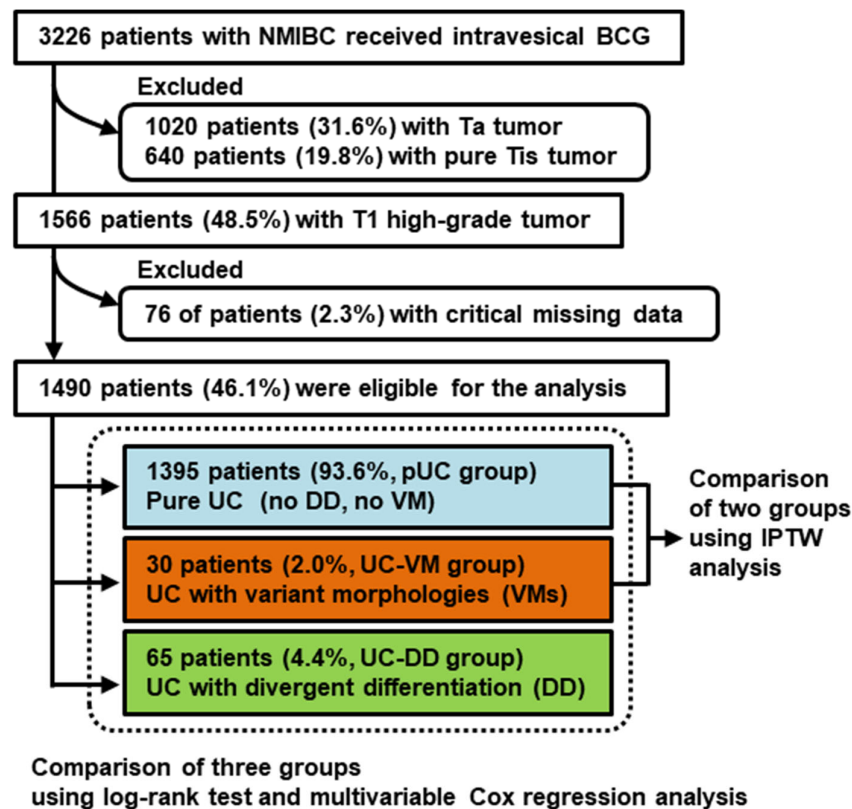 3226 patients with NMIBC received intravesical BCG
Excluded
1020 patients (31.6%) with Ta tumor
640 patients (19.8%) with pure Tis tumor
1566 patients (48.5%) with T1 high-grade tumor
Excluded
76 of patients (2.3%) with critical missing data
1490 patients (46.1%) were eligible for the analysis
1395 patients (93.6%, pUC group)
Pure UC (no DD, no VM)
30 patients (2.0%, UC-VM group)
UC with variant morphologies (VMs)
65 patients (4.4%, UC-DD group)
UC with divergent differentiation (DD)
Comparison
of two groups
using IPTW
analysis
Comparison of three groups
using log-rank test and multivariable Cox regression analysis